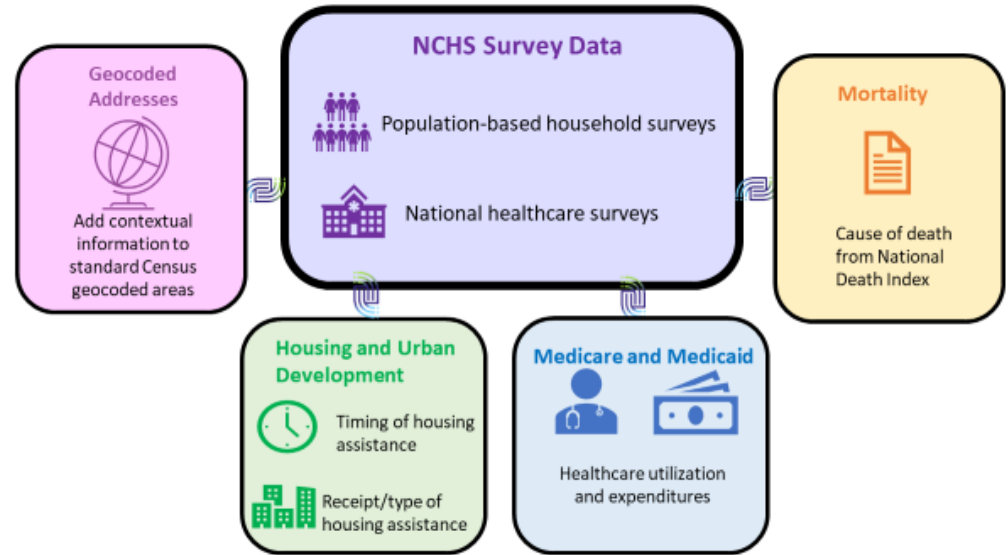 NCHS Survey Data
Population-based household surveys
National healthcare surveys
Geocoded
Addresses
Add contextual
information to
standard Census
geocoded areas
Mortality
Cause of death
from National
Death Index
Housing and Urban
Development
Timing of housing
assistance
Receipt/type of
housing assistance
Medicare and Medicaid
Healthcare utilization
and expenditures